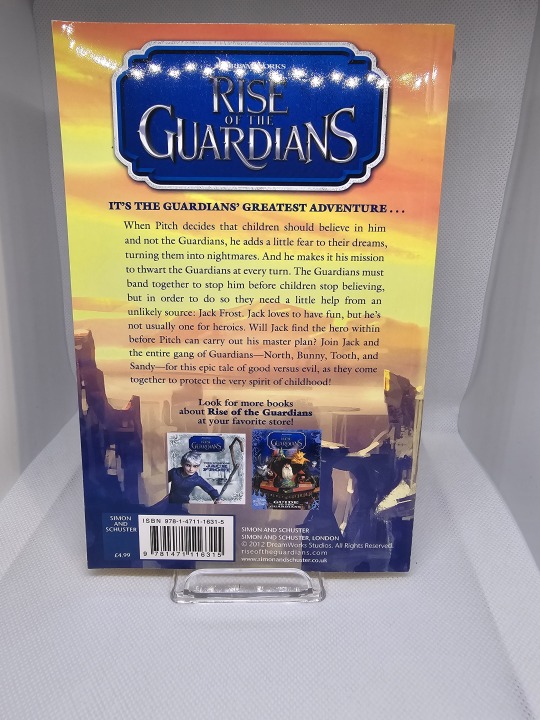 DREAMWORKS
RISE
OF THE
GUARDIANS
IT'S THE GUARDIANS' GREATEST ADVENTURE . . .
When Pitch decides that children should believe in him
and not the Guardians, he adds a little fear to their dreams,
turning them into nightmares. And he makes it his mission
to thwart the Guardians at every turn. The Guardians must
band together to stop him before children stop believing,
but in order to do so they need a little help from an
unlikely source: Jack Frost. Jack loves to have fun, but he's
not usually one for heroics. Will Jack find the hero within
before Pitch can carry out his master plan? Join Jack and
the entire gang of Guardians—North, Bunny, Tooth, and
Sandy—for this epic tale of good versus evil, as they come
together to protect the very spirit of childhood!
Look for more books
about Rise of the Guardians
at your favorite store!
GUARDIANS
JACK
FROST
GUARDIANS
GUIDE
GUARDIANS
SIMON
AND
SCHUSTER
£4.99
ISBN 978-1-4711-1631-5
9 781471 116315
SIMON AND SCHUSTER
SIMON AND SCHUSTER, LONDON
© 2012 DreamWorks Studios. All Rights Reserved.
riseoftheguardians.com
www.simonandschuster.co.uk